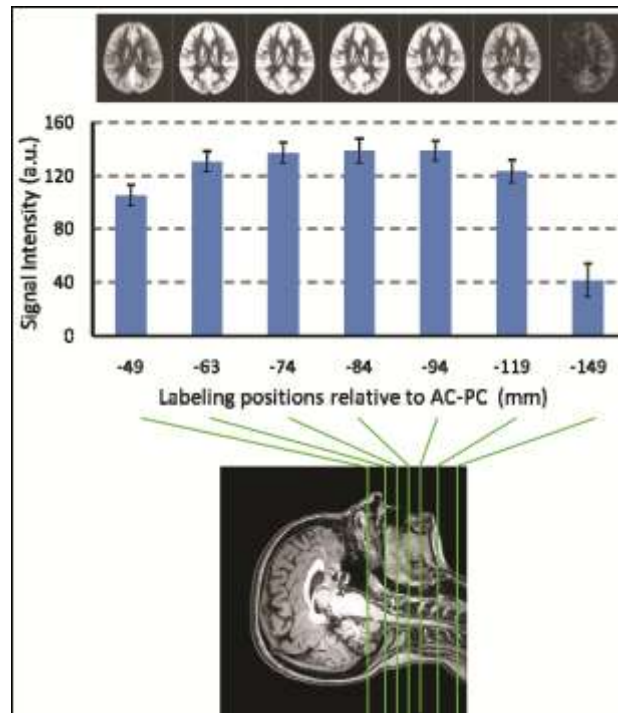 160
120
80
40
0
Signal Intensity (a.u.)
-49 -63 -74 -84 -94 -119 -149
Labeling positions relative to AC-PC (mm)